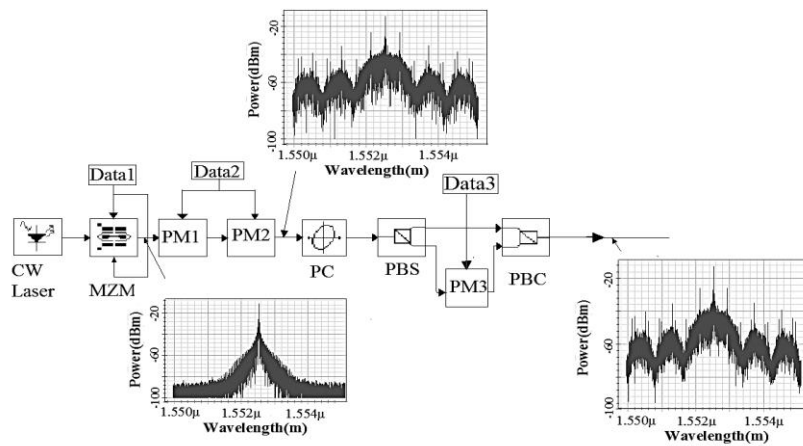 Power(dBm)
-20
-60
-100
1.550μ
1.552μ
1.554μ
Wavelength(m)
Data1
Data2
Data3
CW
Laser
MZM
PM1
PM2
PC
PBS
PM3
PBC
Power(dBm)
-20
-60
-100
1.550μ
1.552μ
1.554μ
Wavelength(m)
Power(dBm)
-20
-60
-100
1.550μ
1.552μ
1.554μ
Wavelength(m)